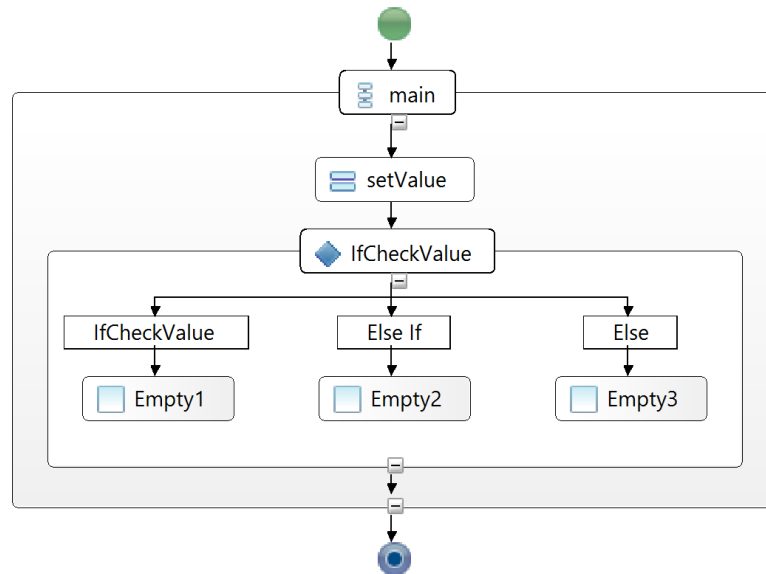 main
setValue
IfCheckValue
IfCheckValue
Else If
Else
Empty1
Empty2
Empty3